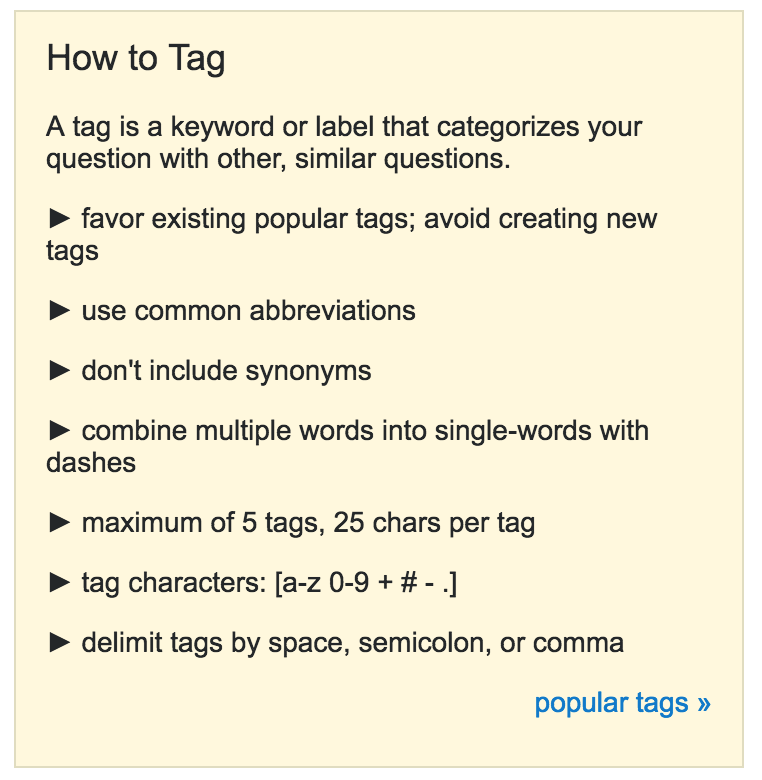 How to Tag
A tag is a keyword or label that categorizes your
question with other, similar questions.
► favor existing popular tags; avoid creating new
tags
► use common abbreviations
► don't include synonyms
► combine multiple words into single-words with
dashes
► maximum of 5 tags, 25 chars per tag
► tag characters: [a-z 0-9 + # - .]
► delimit tags by space, semicolon, or comma
popular tags »